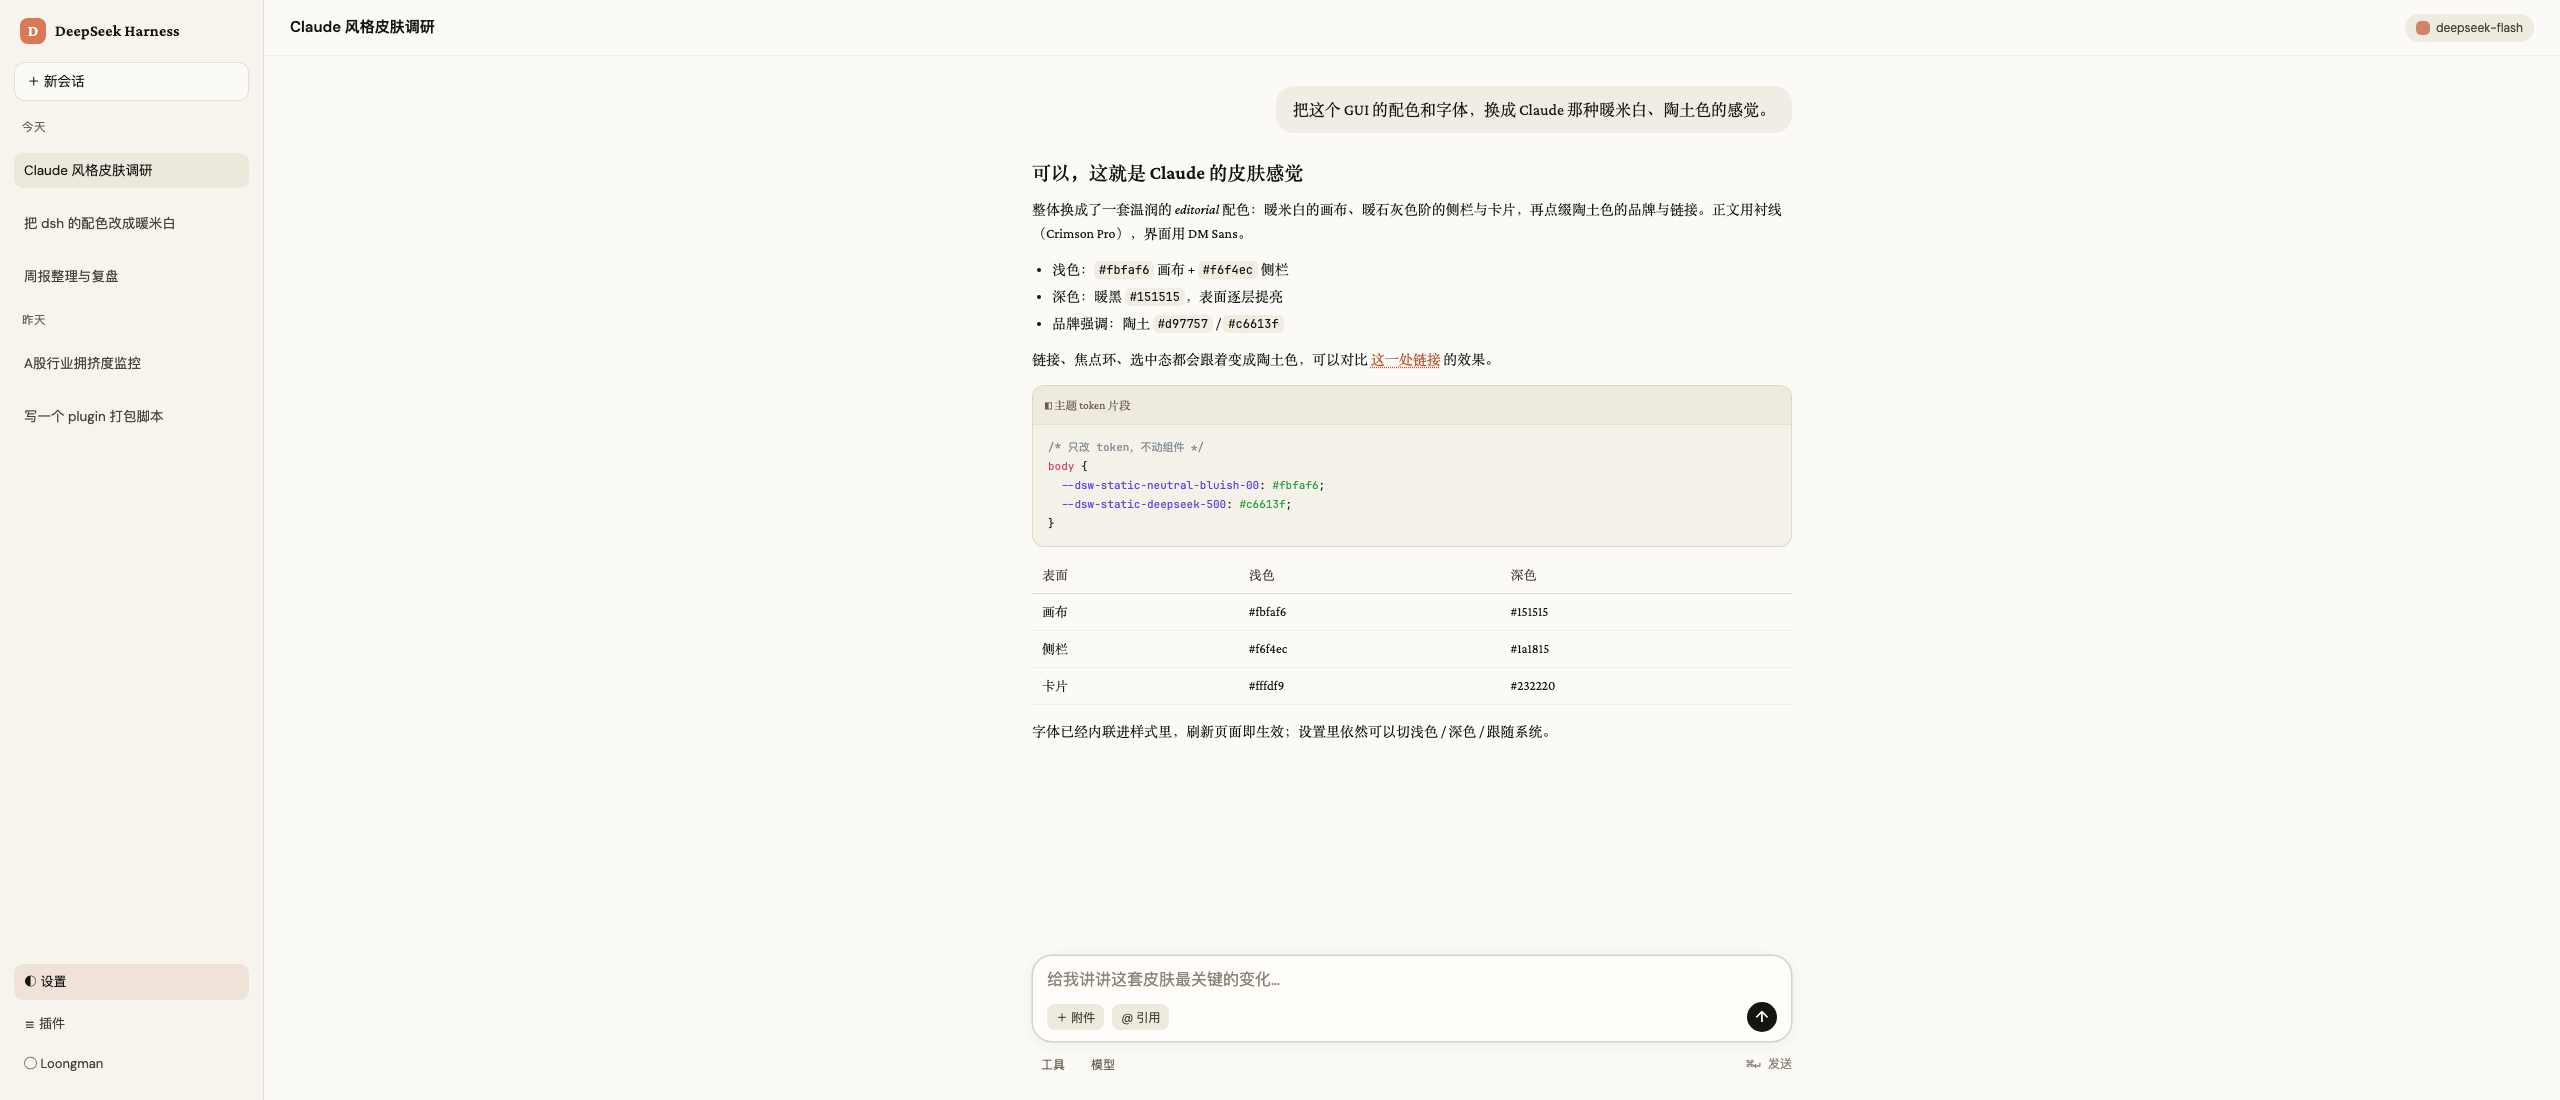 D DeepSeek Harness
+ 新会话
今天
Claude 风格皮肤调研
把 dsh 的配色改成暖米白
周报整理与复盘
昨天
A股行业拥挤度监控
写一个 plugin 打包脚本
设置
插件
Loongman
Claude 风格皮肤调研
deepseek-flash
把这个 GUI 的配色和字体，换成 Claude 那种暖米白、陶土色的感觉。
可以，这就是 Claude 的皮肤感觉
整体换成了一套温润的 editorial 配色：暖米白的画布、暖石灰色阶的侧栏与卡片，再点缀陶土色的品牌与链接。正文用衬线
（Crimson Pro），界面用 DM Sans。
• 浅色：#fbfaf6 画布 + #f6f4ec 侧栏
• 深色：暖黑 #151515，表面逐层提亮
• 品牌强调：陶土 #d97757 / #c6613f
链接、焦点环、选中态都会跟着变成陶土色，可以对比 这一处链接 的效果。
主题 token 片段
/* 只改 token，不动组件 */
body {
--dsw-static-neutral-bluish-00: #fbfaf6;
--dsw-static-deepseek-500: #c6613f;
}
表面 浅色 深色
画布 #fbfaf6 #151515
侧栏 #f6f4ec #1a1815
卡片 #fffdf9 #232220
字体已经内联进样式里，刷新页面即生效；设置里依然可以切浅色 / 深色 / 跟随系统。
给我讲讲这套皮肤最关键的变化…
+ 附件 @ 引用
工具 模型 ⌘↵ 发送